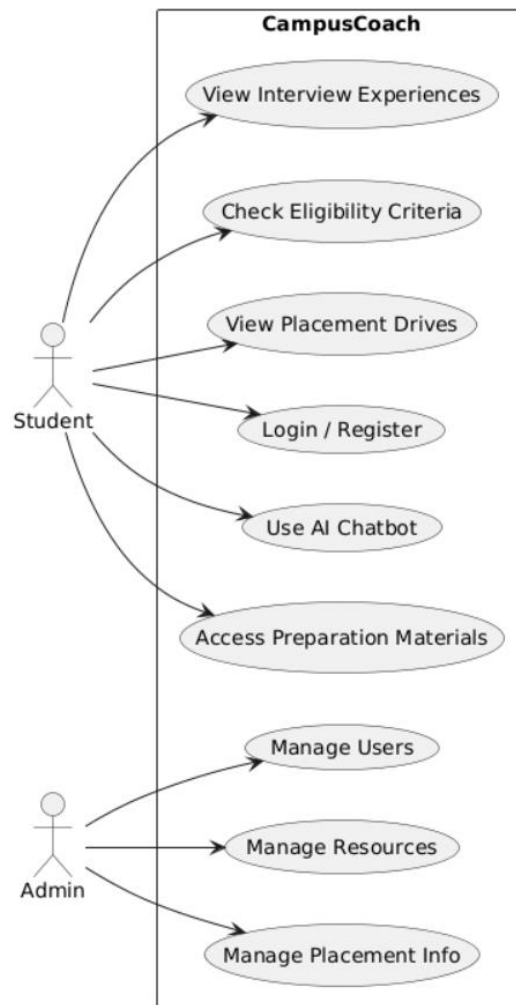 CampusCoach
View Interview Experiences
Check Eligibility Criteria
View Placement Drives
Student
Login / Register
Use AI Chatbot
Access Preparation Materials
Manage Users
Manage Resources
Admin
Manage Placement Info